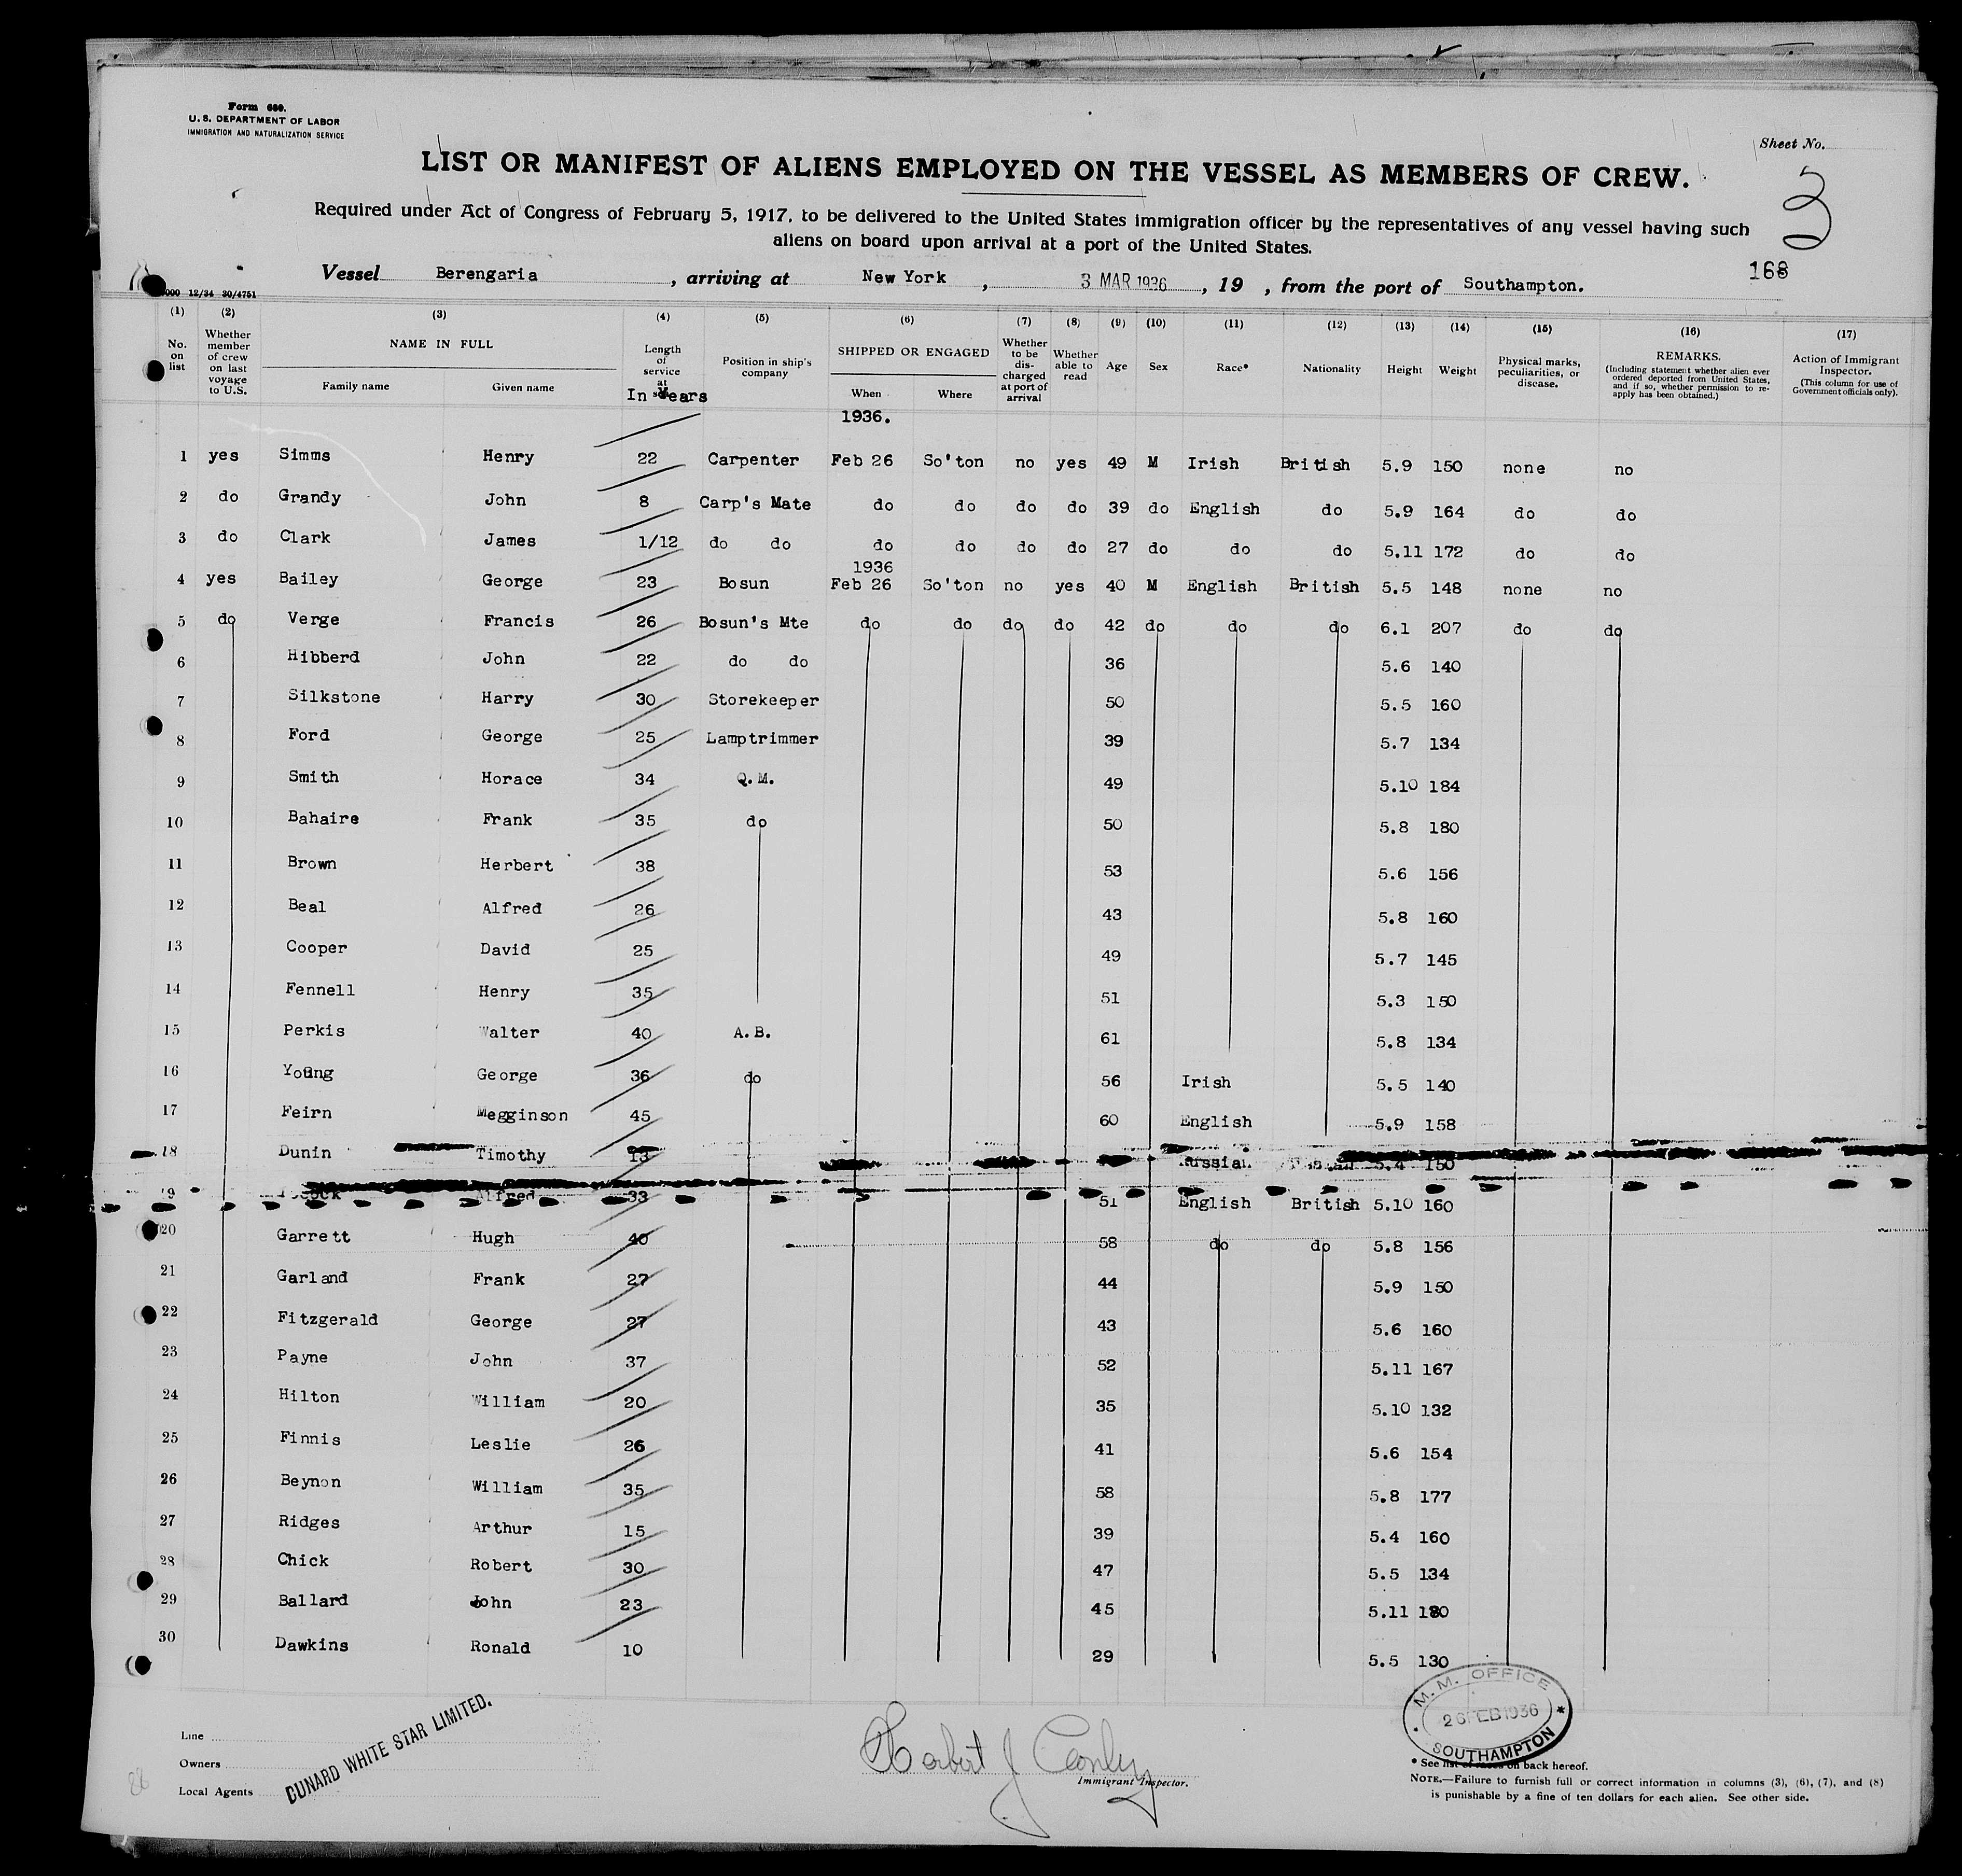 Form 680.
U. S. DEPARTMENT OF LABOR
IMMIGRATION AND NATURALIZATION SERVICE
Sheet No.
3
LIST OR MANIFEST OF ALIENS EMPLOYED ON THE VESSEL AS MEMBERS OF CREW.
Required under Act of Congress of February 5, 1917, to be delivered to the United States immigration officer by the representatives of any vessel having such
aliens on board upon arrival at a port of the United States.
168
Vessel Berengaria , arriving at New York , 3 MAR 1936 , 19 , from the port of Southampton.
000 12/34 30/4751
(1) (2) (3) (4) (5) (6) (7) (8) (9) (10) (11) (12) (13) (14) (15) (16) (17)
No. on list
Whether member of crew on last voyage to U.S.
NAME IN FULL
Family name Given name
Length of service at sea
In Years
Position in ship's company
SHIPPED OR ENGAGED
When Where
Whether to be discharged at port of arrival
Whether able to read
Age Sex Race* Nationality Height Weight
Physical marks, peculiarities, or disease.
REMARKS.
(Including statement whether alien ever ordered deported from United States, and if so, whether permission to re-apply has been obtained.)
Action of Immigrant Inspector.
(This column for use of Government officials only).
1936.
1 yes Simms Henry 22 Carpenter Feb 26 So'ton no yes 49 M Irish British 5.9 150 none no
2 do Grandy John 8 Carp's Mate do do do do 39 do English do 5.9 164 do do
3 do Clark James 1/12 do do do do do do 27 do do do 5.11 172 do do
1936
4 yes Bailey George 23 Bosun Feb 26 So'ton no yes 40 M English British 5.5 148 none no
5 do Verge Francis 26 Bosun's Mte do do do do 42 do do do 6.1 207 do do
6 Hibberd John 22 do do 36 5.6 140
7 Silkstone Harry 30 Storekeeper 50 5.5 160
8 Ford George 25 Lamptrimmer 39 5.7 134
9 Smith Horace 34 Q.M. 49 5.10 184
10 Bahaire Frank 35 do 50 5.8 180
11 Brown Herbert 38 53 5.6 156
12 Beal Alfred 26 43 5.8 160
13 Cooper David 25 49 5.7 145
14 Fennell Henry 35 51 5.3 150
15 Perkis Walter 40 A.B. 61 5.8 134
16 Young George 36 do 56 Irish 5.5 140
17 Feirn Megginson 45 60 English 5.9 158
18 Dunin Timothy 13 Russian 5.4 150
19 Alfred 33 51 English British 5.10 160
20 Garrett Hugh 40 58 do do 5.8 156
21 Garland Frank 27 44 5.9 150
22 Fitzgerald George 27 43 5.6 160
23 Payne John 37 52 5.11 167
24 Hilton William 20 35 5.10 132
25 Finnis Leslie 26 41 5.6 154
26 Beynon William 35 58 5.8 177
27 Ridges Arthur 15 39 5.4 160
28 Chick Robert 30 47 5.5 134
29 Ballard John 23 45 5.11 180
30 Dawkins Ronald 10 29 5.5 130
Line
Owners
Local Agents
CUNARD WHITE STAR LIMITED.
Immigrant Inspector.
M. M. OFFICE
26 FEB 1936
SOUTHAMPTON
* See list of races on back hereof.
NOTE.—Failure to furnish full or correct information in columns (3), (6), (7), and (8)
is punishable by a fine of ten dollars for each alien. See other side.